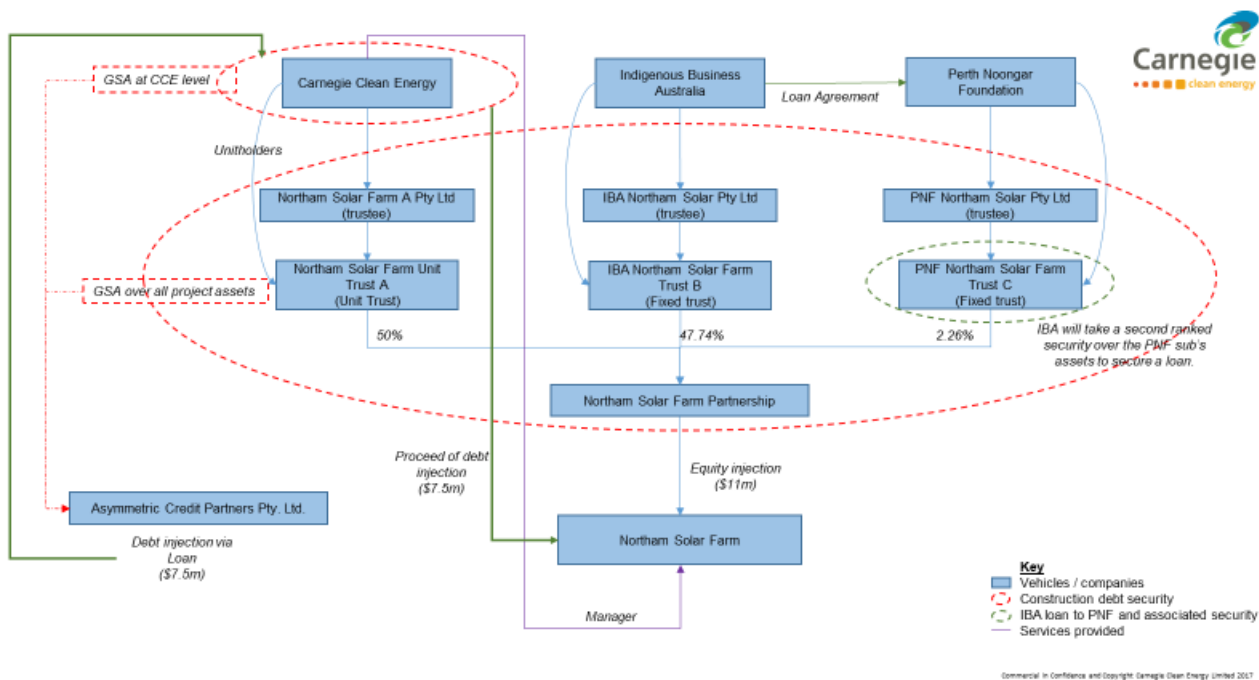 Carnegie
clean energy
GSA at CCE level
Carnegie Clean Energy
Indigenous Business
Australia
Loan Agreement
Perth Noongar
Foundation
Unitholders
Northam Solar Farm A Pty Ltd
(trustee)
IBA Northam Solar Pty Ltd
(trustee)
PNF Northam Solar Pty Ltd
(trustee)
GSA over all project assets
Northam Solar Farm Unit
Trust A
(Unit Trust)
IBA Northam Solar Farm
Trust B
(Fixed trust)
PNF Northam Solar Farm
Trust C
(Fixed trust)
50%
47.74%
2.26%
IBA will take a second ranked
security over the PNF sub's
assets to secure a loan.
Northam Solar Farm Partnership
Proceed of debt
injection
($7.5m)
Equity injection
($11m)
Asymmetric Credit Partners Pty. Ltd.
Debt injection via
Loan
($7.5m)
Northam Solar Farm
Manager
Key
Vehicles / companies
Construction debt security
IBA loan to PNF and associated security
Services provided
Commercial in Confidence and Copyright Carnegie Clean Energy Limited 2017